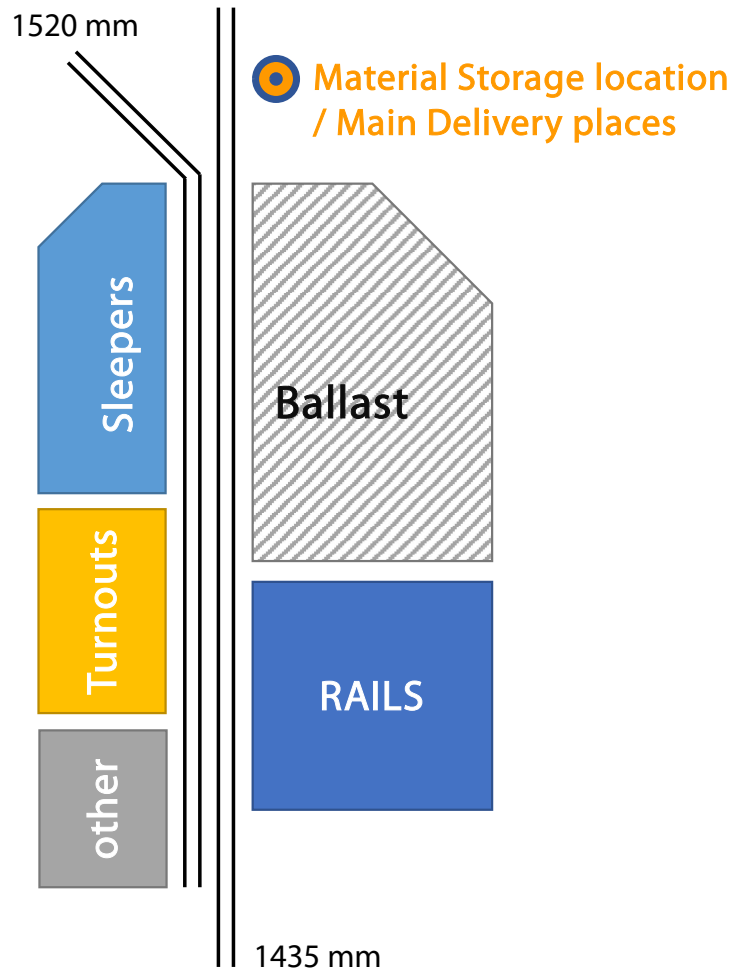 1520 mm
Material Storage location
/ Main Delivery places
Sleepers
Ballast
Turnouts
RAILS
other
1435 mm